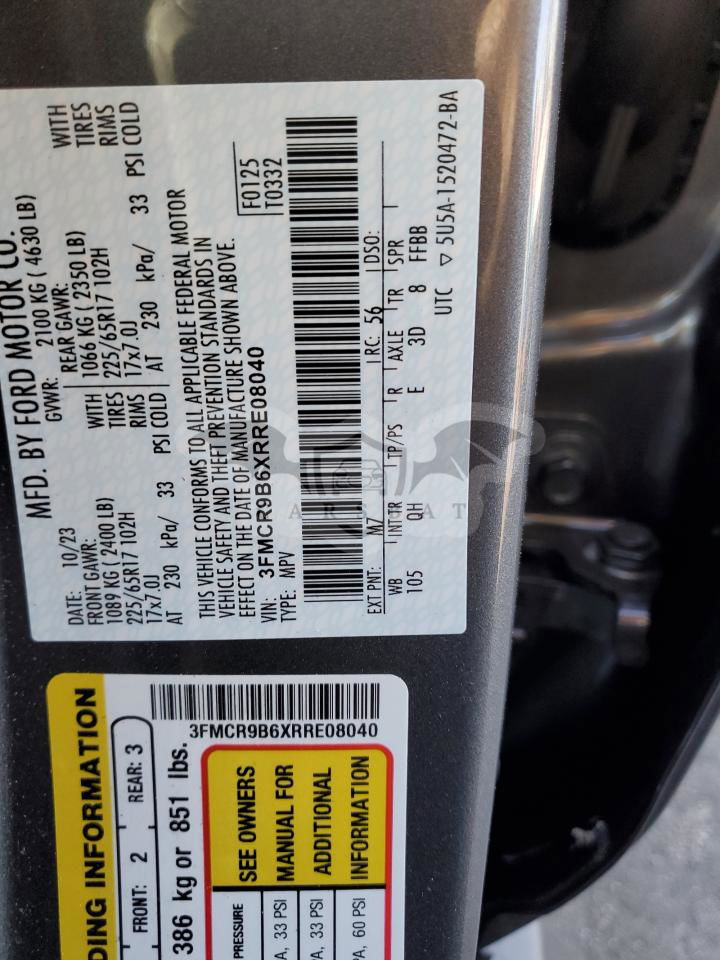 MFD. BY FORD MOTOR CO.
DATE: 10/23 GVWR: 2100 KG ( 4630 LB)
FRONT GAWR: REAR GAWR:
1089 KG ( 2400 LB) WITH 1066 KG ( 2350 LB) WITH
225/65R17 102H TIRES 225/65R17 102H TIRES
17x7.0J RIMS 17x7.0J RIMS
AT 230 kPa/ 33 PSI COLD AT 230 kPa/ 33 PSI COLD
THIS VEHICLE CONFORMS TO ALL APPLICABLE FEDERAL MOTOR
VEHICLE SAFETY AND THEFT PREVENTION STANDARDS IN
EFFECT ON THE DATE OF MANUFACTURE SHOWN ABOVE.
VIN: 3FMCR9B6XRRE08040
TYPE: MPV
F0125
T0332
EXT PNT: M7 RC: 56 DSO:
WB INT TR TP/PS R AXLE TR SPR
105 QH E 3D 8 FFBB
UTC ▽ 5U5A-1520472-BA
DING INFORMATION
FRONT: 2 REAR: 3
386 kg or 851 lbs.
3FMCR9B6XRRE08040
PRESSURE
A, 33 PSI
A, 33 PSI
PA, 60 PSI
SEE OWNERS
MANUAL FOR
ADDITIONAL
INFORMATION